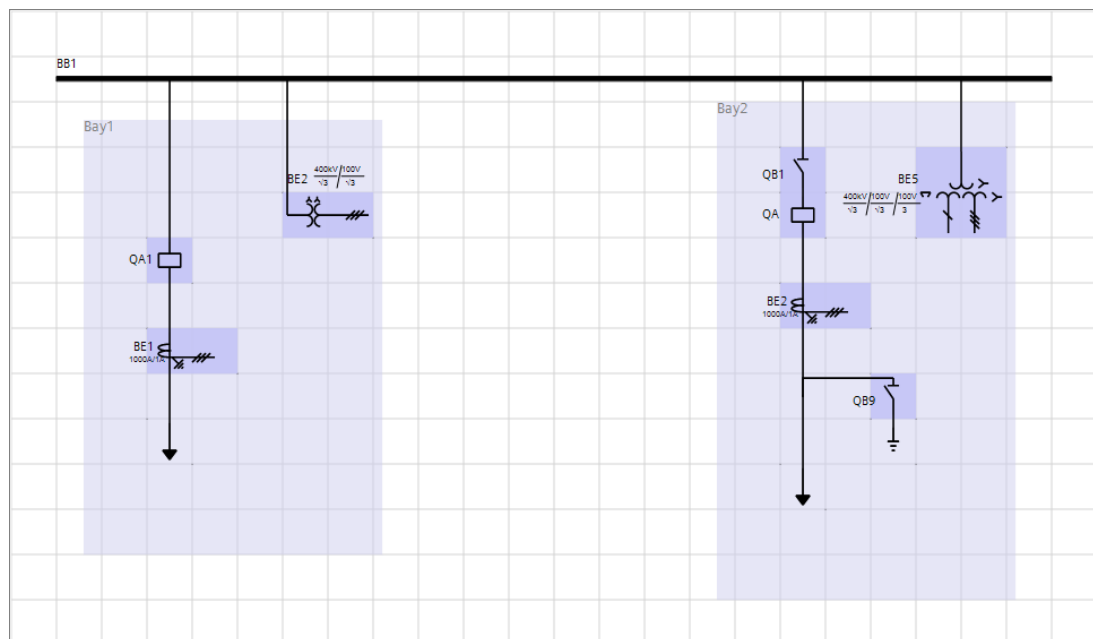 BB1
Bay1
BE2 400kV/√3 / 100V/√3
QA1
BE1
1000A/1A
Bay2
QB1
QA
BE5
400kV/√3 / 100V/√3 / 100V/3
BE2
1000A/1A
QB9